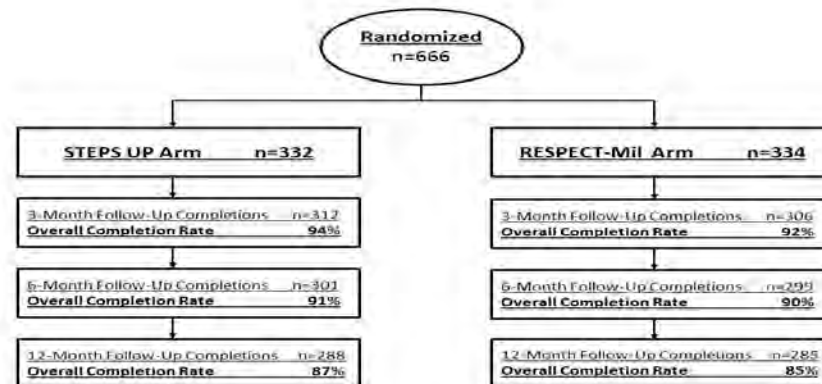 Randomized
n=666
STEPS UP Arm n=332
3-Month Follow-Up Completions n=312
Overall Completion Rate 94%
6-Month Follow-Up Completions n=301
Overall Completion Rate 91%
12-Month Follow-Up Completions n=288
Overall Completion Rate 87%
RESPECT-Mil Arm n=334
3-Month Follow-Up Completions n=306
Overall Completion Rate 92%
6-Month Follow-Up Completions n=299
Overall Completion Rate 90%
12-Month Follow-Up Completions n=285
Overall Completion Rate 85%